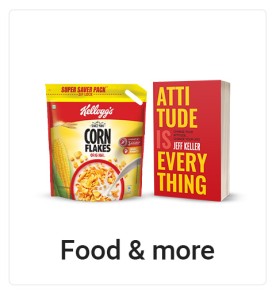 SUPER SAVER PACK
Kellogg's
CORN
FLAKES
ORIGINAL
ATTI
TUDE
IS
JEFF KELLER
EVERY
THING
Food & more